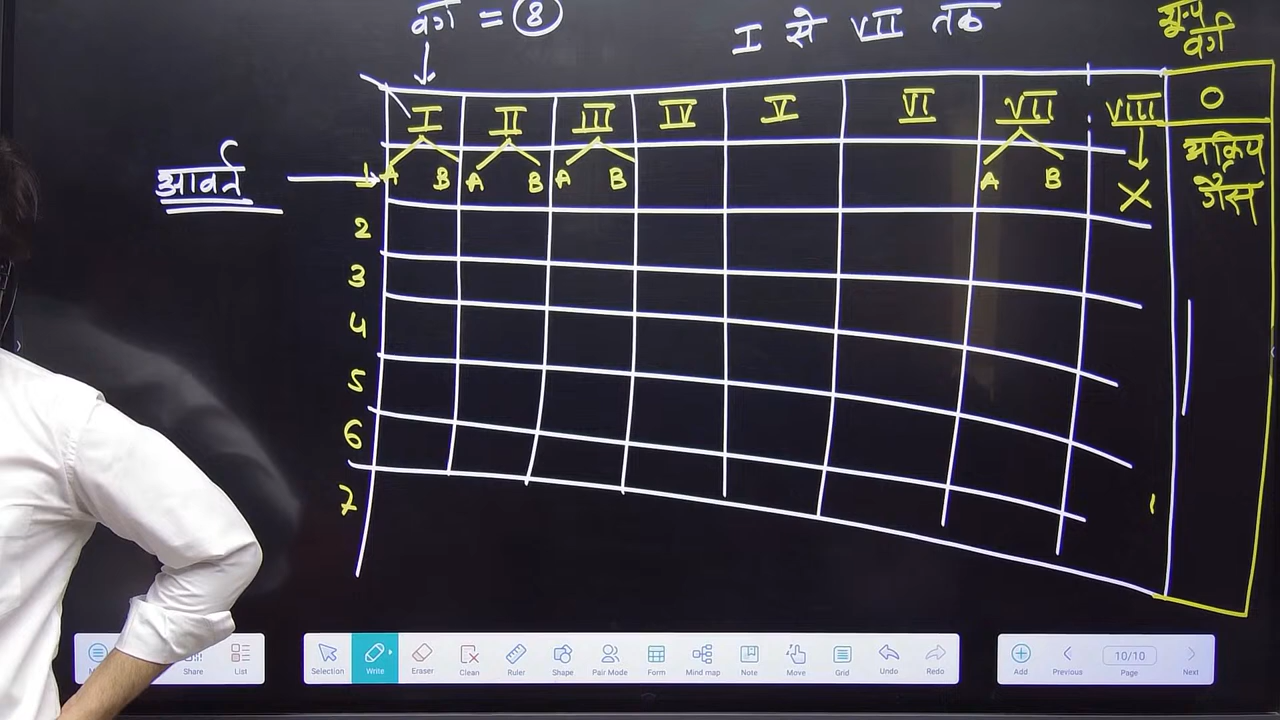 वर्ग = 8
I से VII तक
शून्य वर्ग
I II III IV V VI VII VIII 0
आवर्त
1 A B A B A B A B X
अक्रिय गैस
2
3
4
5
6
7
Share List
Selection Write Eraser Clean Ruler Shape Pair Mode Form Mind map Note Move Grid Undo Redo
Add Previous 10/10 Page Next